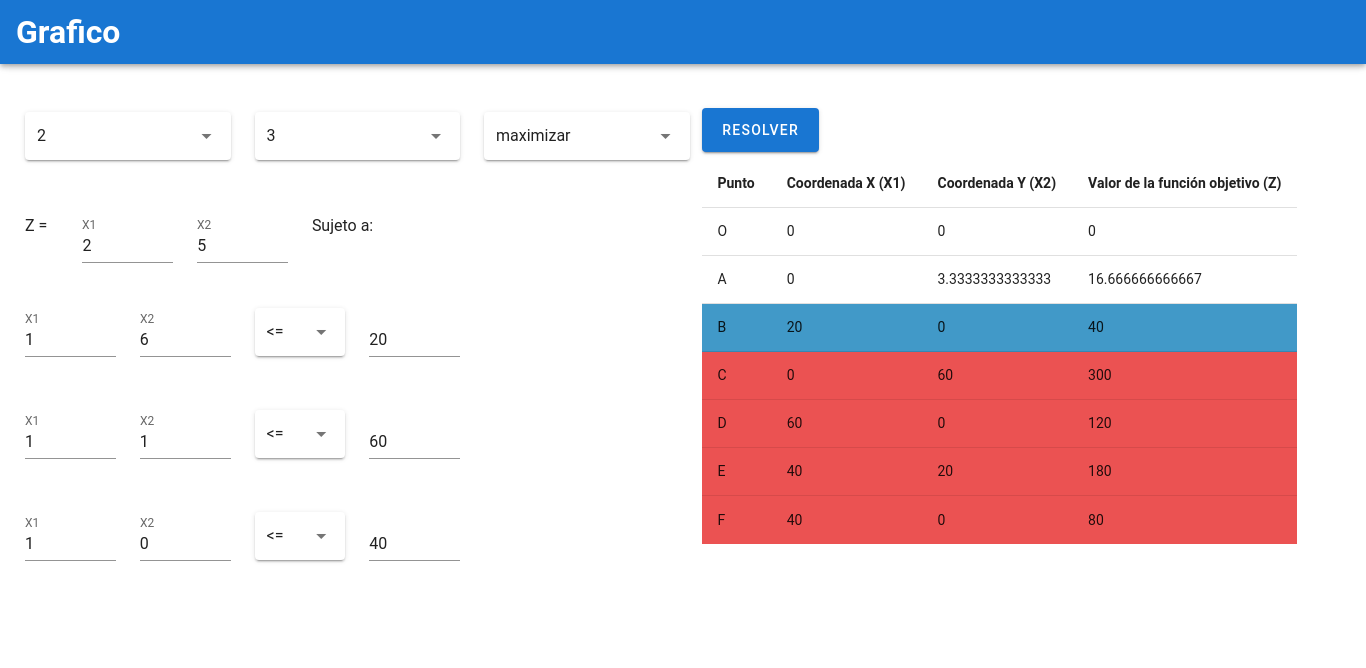 Grafico
2 3 maximizar
Z = X1 X2 Sujeto a:
2 5
X1 X2
1 6 <= 20
X1 X2
1 1 <= 60
X1 X2
1 0 <= 40
RESOLVER
Punto Coordenada X (X1) Coordenada Y (X2) Valor de la función objetivo (Z)
O 0 0 0
A 0 3.3333333333333 16.666666666667
B 20 0 40
C 0 60 300
D 60 0 120
E 40 20 180
F 40 0 80